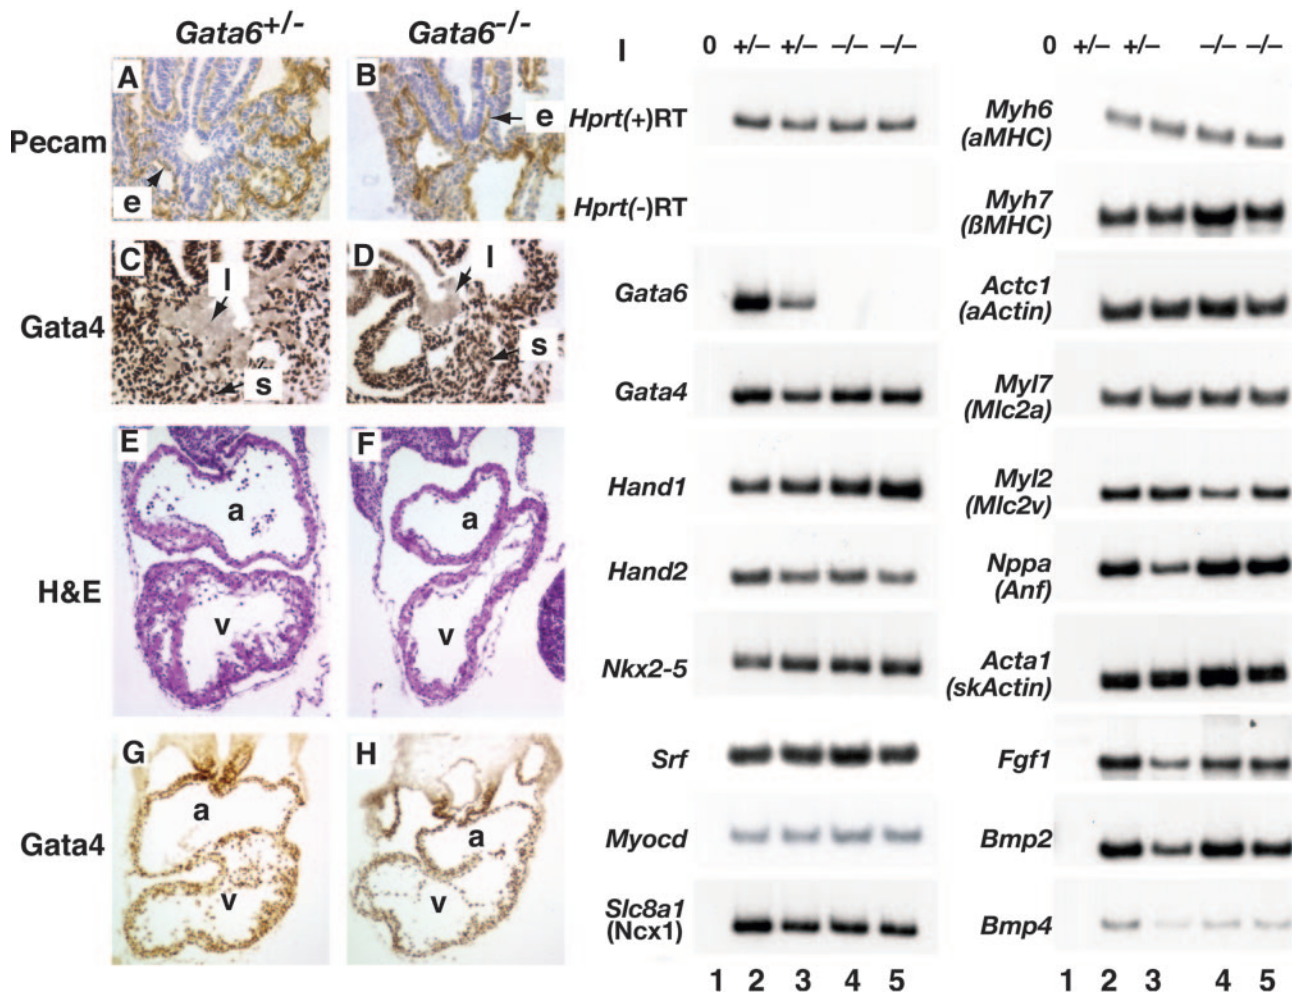 Gata6+/-
Gata6-/-
Pecam
A
e
B
e
Gata4
C
l
s
D
l
s
H&E
E
a
v
F
a
v
Gata4
G
a
v
H
a
v
I
0 +/– +/– –/– –/–
Hprt(+)RT
Hprt(-)RT
Gata6
Gata4
Hand1
Hand2
Nkx2-5
Srf
Myocd
Slc8a1
(Ncx1)
1 2 3 4 5
0 +/– +/– –/– –/–
Myh6
(aMHC)
Myh7
(ßMHC)
Actc1
(aActin)
Myl7
(Mlc2a)
Myl2
(Mlc2v)
Nppa
(Anf)
Acta1
(skActin)
Fgf1
Bmp2
Bmp4
1 2 3 4 5